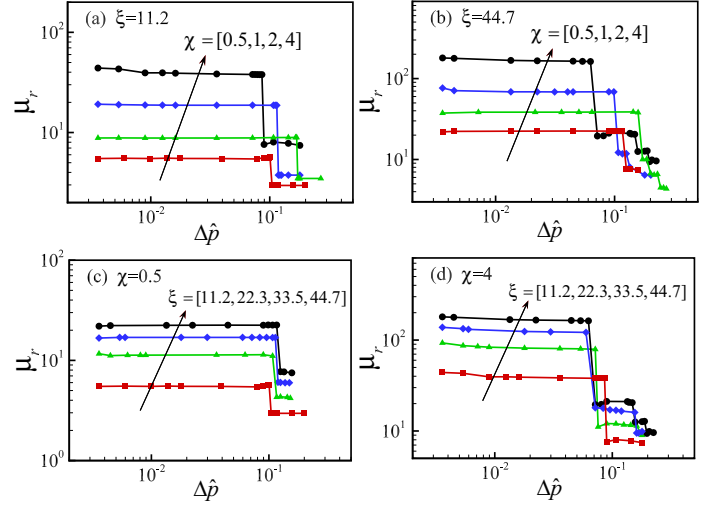 (a) ξ=11.2
χ = [0.5,1,2,4]
10²
10¹
μᵣ
10⁻² 10⁻¹
Δp̂
(b) ξ=44.7
χ = [0.5,1,2,4]
10²
10¹
μᵣ
10⁻² 10⁻¹
Δp̂
(c) χ=0.5
ξ = [11.2,22.3,33.5,44.7]
10²
10¹
10⁰
μᵣ
10⁻² 10⁻¹
Δp̂
(d) χ=4
ξ = [11.2,22.3,33.5,44.7]
10²
10¹
μᵣ
10⁻² 10⁻¹
Δp̂